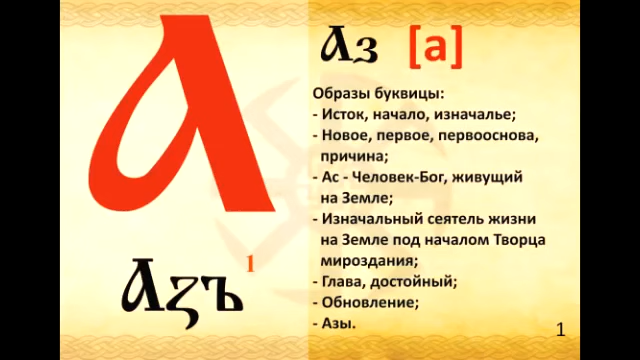 А
Азъ 1
Аз [а]
Образы буквицы:
- Исток, начало, изначалье;
- Новое, первое, первооснова,
причина;
- Ас - Человек-Бог, живущий
на Земле;
- Изначальный сеятель жизни
на Земле под началом Творца
мироздания;
- Глава, достойный;
- Обновление;
- Азы.
1